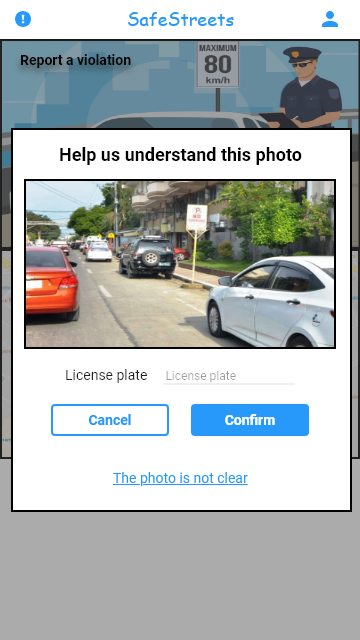 SafeStreets
Report a violation
MAXIMUM
80
km/h
Help us understand this photo
NO
License plate
License plate
Cancel
Confirm
The photo is not clear